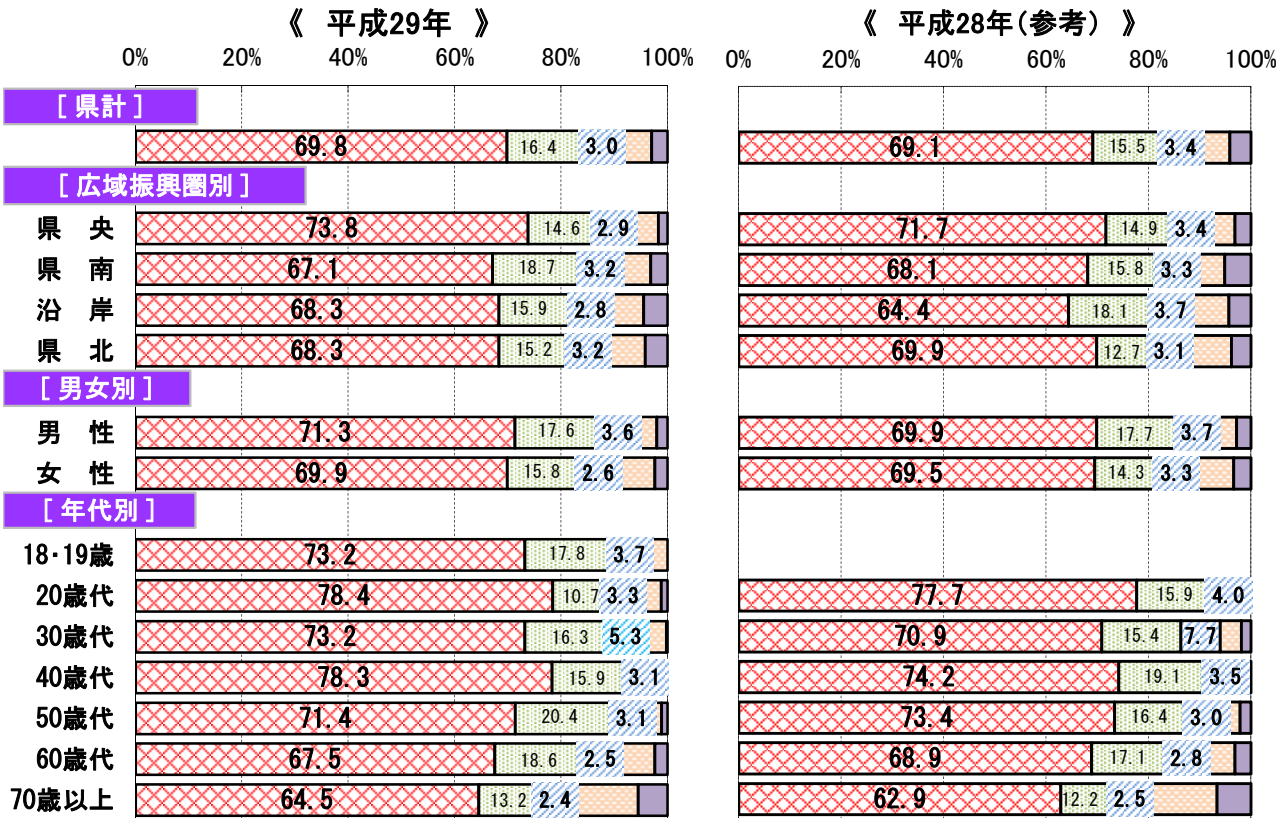 《 平成29年 》 《 平成28年(参考) 》
0% 20% 40% 60% 80% 100% 0% 20% 40% 60% 80% 100%
[ 県計 ]
69.8 16.4 3.0 69.1 15.5 3.4
[ 広域振興圏別 ]
県 央 73.8 14.6 2.9 71.7 14.9 3.4
県 南 67.1 18.7 3.2 68.1 15.8 3.3
沿 岸 68.3 15.9 2.8 64.4 18.1 3.7
県 北 68.3 15.2 3.2 69.9 12.7 3.1
[ 男女別 ]
男 性 71.3 17.6 3.6 69.9 17.7 3.7
女 性 69.9 15.8 2.6 69.5 14.3 3.3
[ 年代別 ]
18・19歳 73.2 17.8 3.7
20歳代 78.4 10.7 3.3 77.7 15.9 4.0
30歳代 73.2 16.3 5.3 70.9 15.4 7.7
40歳代 78.3 15.9 3.1 74.2 19.1 3.5
50歳代 71.4 20.4 3.1 73.4 16.4 3.0
60歳代 67.5 18.6 2.5 68.9 17.1 2.8
70歳以上 64.5 13.2 2.4 62.9 12.2 2.5